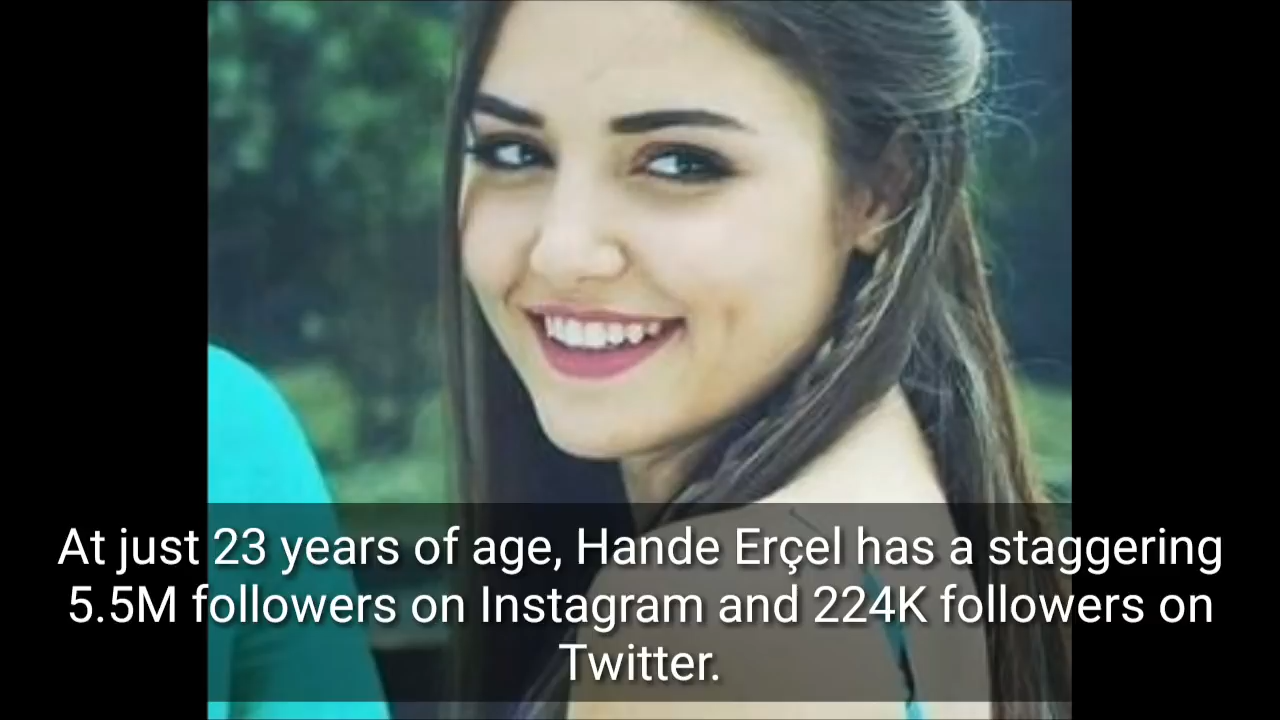 At just 23 years of age, Hande Erçel has a staggering
5.5M followers on Instagram and 224K followers on
Twitter.